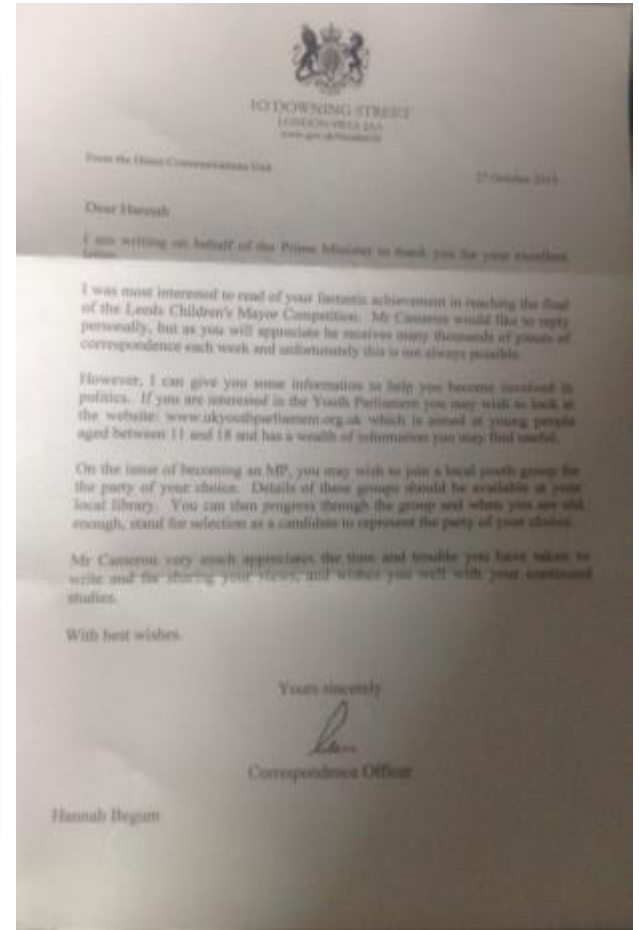 10 DOWNING STREET
LONDON SW1A 2AA
From the Direct Communications Unit
27 October 2015
Dear Hannah
I am writing on behalf of the Prime Minister to thank you for your excellent
letter.
I was most interested to read of your fantastic achievement in reaching the final
of the Leeds Children's Mayor Competition. Mr Cameron would like to reply
personally, but as you will appreciate he receives many thousands of pieces of
correspondence each week and unfortunately this is not always possible.
However, I can give you some information to help you become involved in
politics. If you are interested in the Youth Parliament you may wish to look at
the website: www.ukyouthparliament.org.uk which is aimed at young people
aged between 11 and 18 and has a wealth of information you may find useful.
On the issue of becoming an MP, you may wish to join a local youth group for
the party of your choice. Details of these groups should be available at your
local library. You can then progress through the group and when you are old
enough, stand for selection as a candidate to represent the party of your choice.
Mr Cameron very much appreciates the time and trouble you have taken to
write and for sharing your views, and wishes you well with your continued
studies.
With best wishes.
Yours sincerely
Correspondence Officer
Hannah Begum